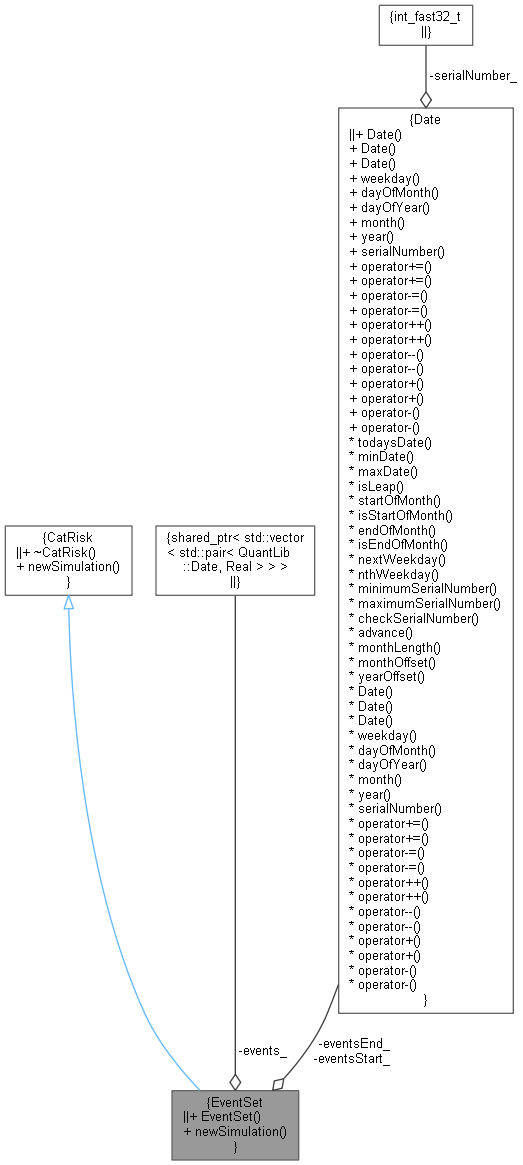 {int_fast32_t
||}
-serialNumber_
{Date
||+ Date()
+ Date()
+ Date()
+ weekday()
+ dayOfMonth()
+ dayOfYear()
+ month()
+ year()
+ serialNumber()
+ operator+=()
+ operator+=()
+ operator-=()
+ operator-=()
+ operator++()
+ operator++()
+ operator--()
+ operator--()
+ operator+()
+ operator+()
+ operator-()
+ operator-()
* todaysDate()
* minDate()
* maxDate()
* isLeap()
* startOfMonth()
* isStartOfMonth()
* endOfMonth()
* isEndOfMonth()
* nextWeekday()
* nthWeekday()
* minimumSerialNumber()
* maximumSerialNumber()
* checkSerialNumber()
* advance()
* monthLength()
* monthOffset()
* yearOffset()
* Date()
* Date()
* Date()
* weekday()
* dayOfMonth()
* dayOfYear()
* month()
* year()
* serialNumber()
* operator+=()
* operator+=()
* operator-=()
* operator-=()
* operator++()
* operator++()
* operator--()
* operator--()
* operator+()
* operator+()
* operator-()
* operator-()
}
{CatRisk
||+ ~CatRisk()
+ newSimulation()
}
{shared_ptr< std::vector
< std::pair< QuantLib
::Date, Real > > >
||}
-events_
-eventsEnd_
-eventsStart_
{EventSet
||+ EventSet()
+ newSimulation()
}